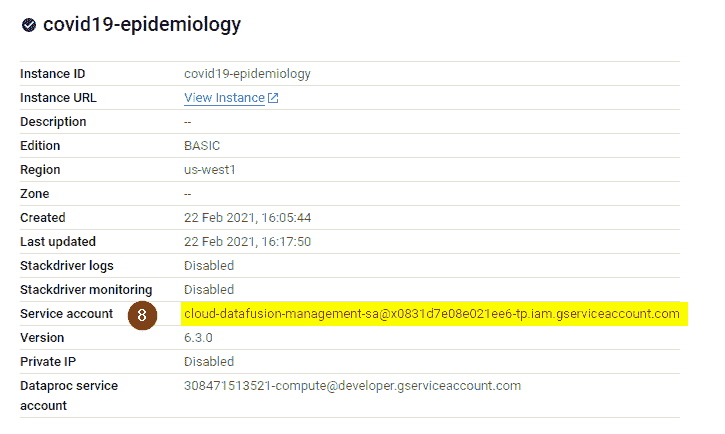 covid19-epidemiology
Instance ID covid19-epidemiology
Instance URL View Instance
Description --
Edition BASIC
Region us-west1
Zone --
Created 22 Feb 2021, 16:05:44
Last updated 22 Feb 2021, 16:17:50
Stackdriver logs Disabled
Stackdriver monitoring Disabled
Service account 8 cloud-datafusion-management-sa@x0831d7e08e021ee6-tp.iam.gserviceaccount.com
Version 6.3.0
Private IP Disabled
Dataproc service 308471513521-compute@developer.gserviceaccount.com
account